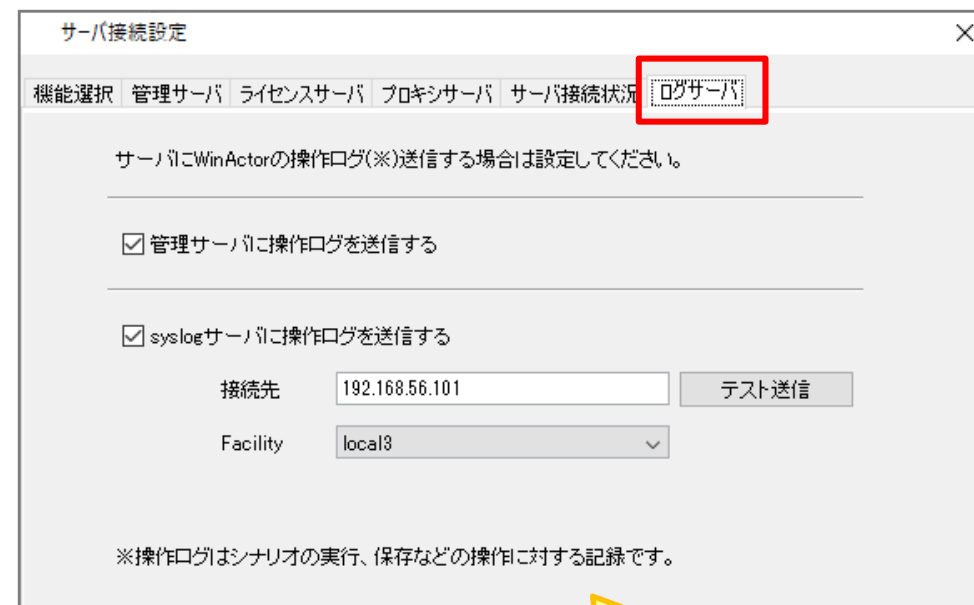 サーバ接続設定
機能選択 管理サーバ ライセンスサーバ プロキシサーバ サーバ接続状況 ログサーバ
サーバにWinActorの操作ログ(※)送信する場合は設定してください。
管理サーバに操作ログを送信する
syslogサーバに操作ログを送信する
接続先 192.168.56.101 テスト送信
Facility local3
※操作ログはシナリオの実行、保存などの操作に対する記録です。